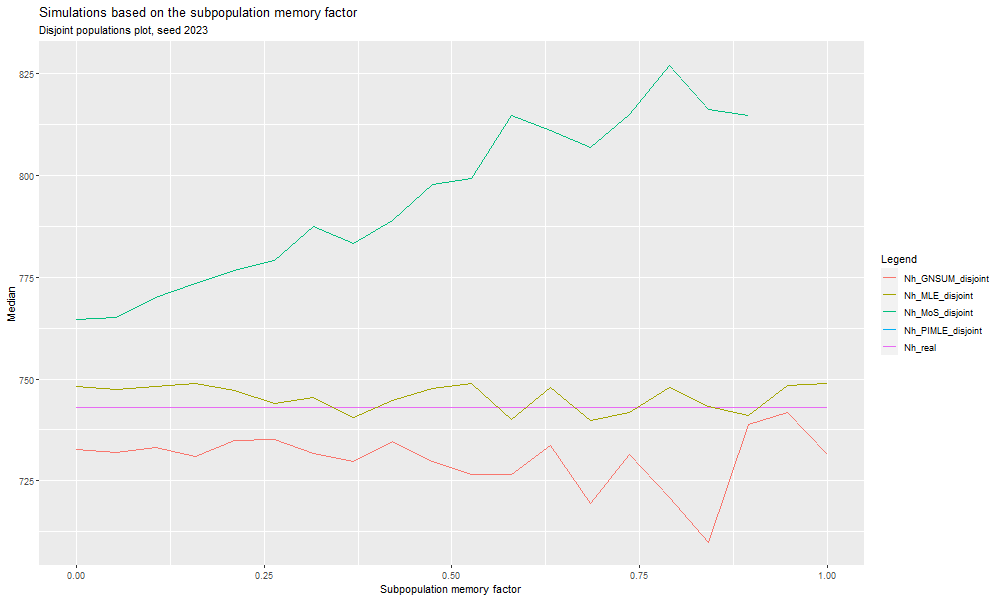 Simulations based on the subpopulation memory factor
Disjoint populations plot, seed 2023
Median
825
800
775
750
725
0.00 0.25 0.50 0.75 1.00
Subpopulation memory factor
Legend
Nh_GNSUM_disjoint
Nh_MLE_disjoint
Nh_MoS_disjoint
Nh_PIMLE_disjoint
Nh_real